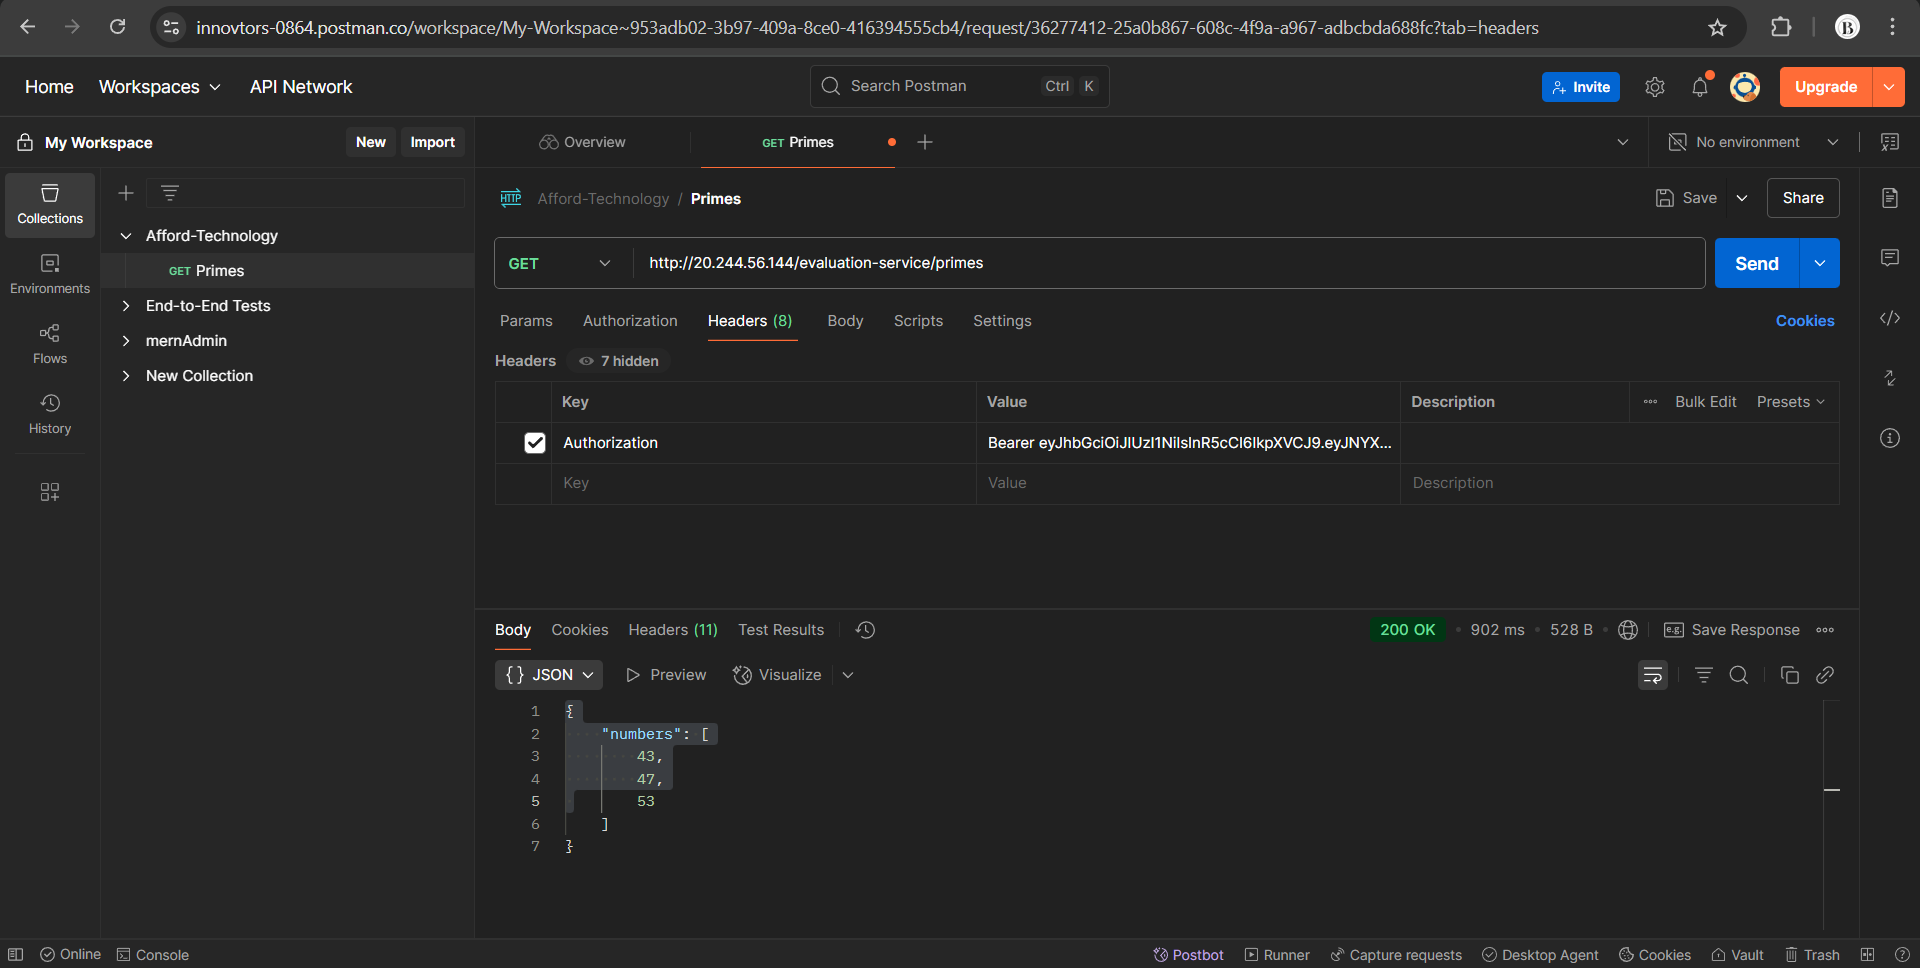 innovtors-0864.postman.co/workspace/My-Workspace~953adb02-3b97-409a-8ce0-416394555cb4/request/36277412-25a0b867-608c-4f9a-a967-adbcbda688fc?tab=headers
B
Home Workspaces API Network Search Postman Ctrl K Invite Upgrade
My Workspace New Import Overview GET Primes No environment
Collections
Environments
Flows
History
Afford-Technology
GET Primes
End-to-End Tests
mernAdmin
New Collection
HTTP Afford-Technology / Primes Save Share
GET http://20.244.56.144/evaluation-service/primes Send
Params Authorization Headers (8) Body Scripts Settings Cookies
Headers 7 hidden
Key Value Description Bulk Edit Presets
Authorization Bearer eyJhbGciOiJIUzI1NiIsInR5cCI6IkpXVCJ9.eyJNYX...
Key Value Description
Body Cookies Headers (11) Test Results 200 OK • 902 ms • 528 B • e.g. Save Response
{} JSON Preview Visualize
1 {
2 "numbers": [
3 43,
4 47,
5 53
6 ]
7 }
Online Console Postbot Runner Capture requests Desktop Agent Cookies Vault Trash